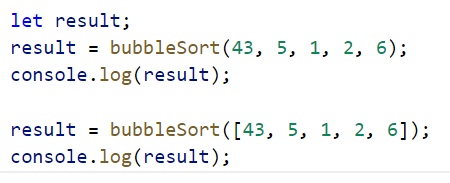 let result;
result = bubbleSort(43, 5, 1, 2, 6);
console.log(result);

result = bubbleSort([43, 5, 1, 2, 6]);
console.log(result);